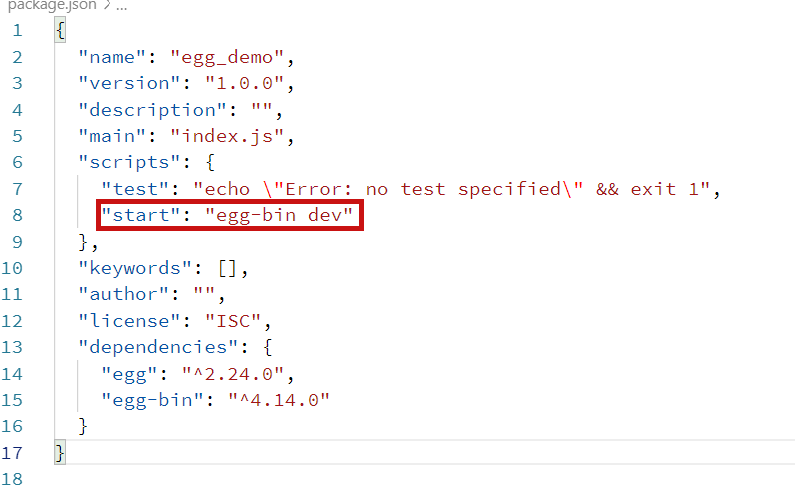 package.json > ...
1 {
2 "name": "egg_demo",
3 "version": "1.0.0",
4 "description": "",
5 "main": "index.js",
6 "scripts": {
7 "test": "echo \"Error: no test specified\" && exit 1",
8 "start": "egg-bin dev"
9 },
10 "keywords": [],
11 "author": "",
12 "license": "ISC",
13 "dependencies": {
14 "egg": "^2.24.0",
15 "egg-bin": "^4.14.0"
16 }
17 }
18